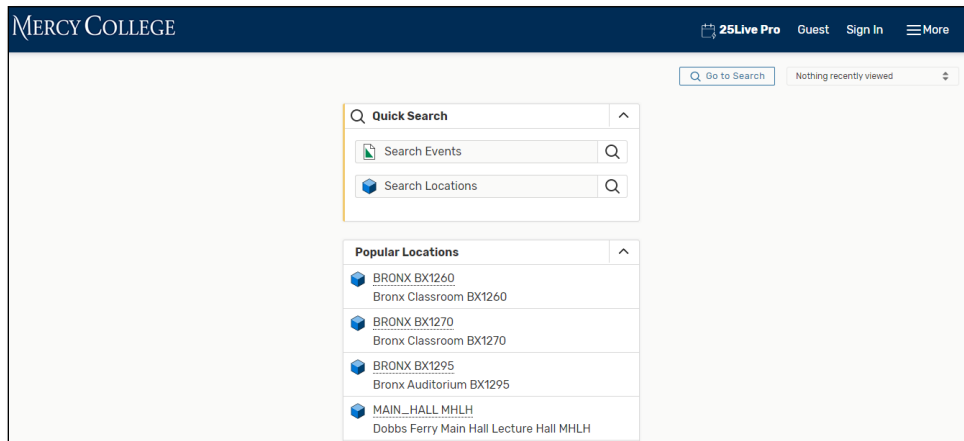 MERCY COLLEGE
25Live Pro Guest Sign In More
Go to Search Nothing recently viewed
Quick Search
Search Events
Search Locations
Popular Locations
BRONX BX1260
Bronx Classroom BX1260
BRONX BX1270
Bronx Classroom BX1270
BRONX BX1295
Bronx Auditorium BX1295
MAIN_HALL MHLH
Dobbs Ferry Main Hall Lecture Hall MHLH